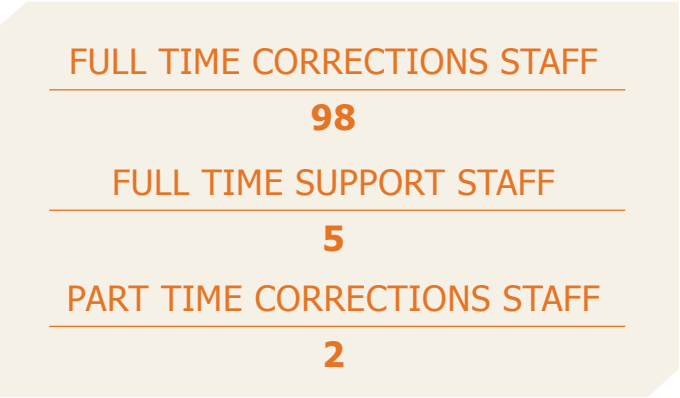 FULL TIME CORRECTIONS STAFF
98
FULL TIME SUPPORT STAFF
5
PART TIME CORRECTIONS STAFF
2